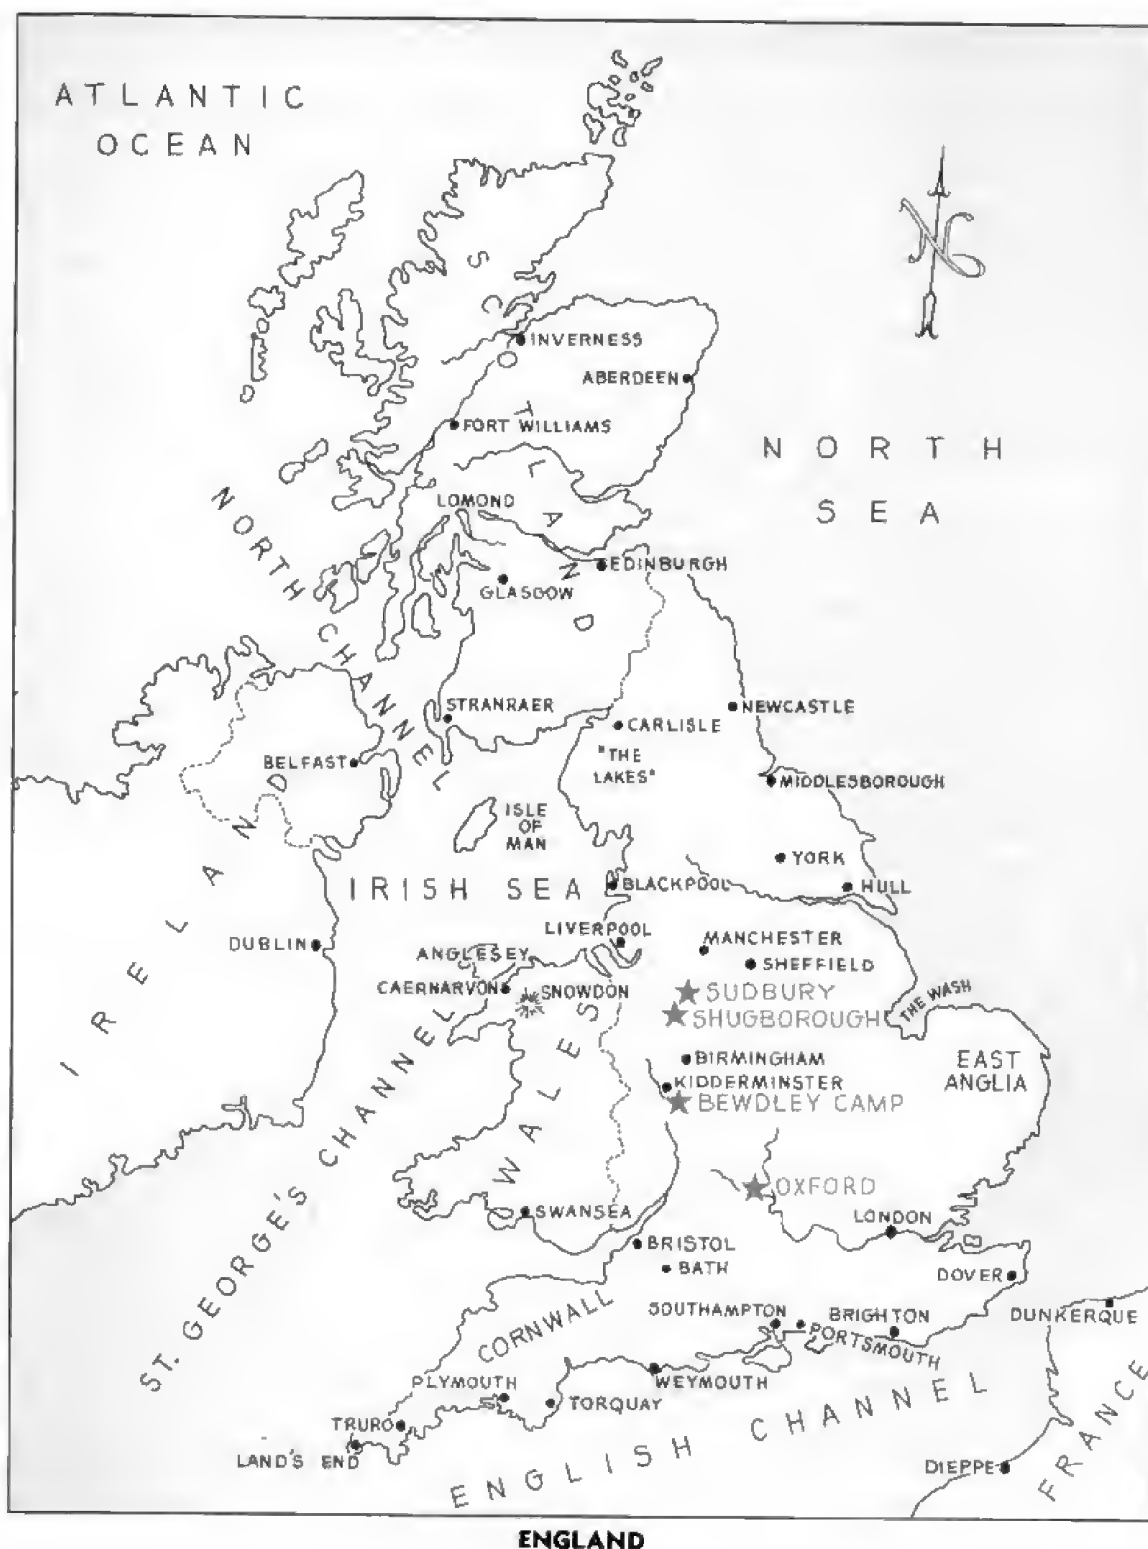 ATLANTIC
OCEAN
N
SCOTLAND
INVERNESS
ABERDEEN
FORT WILLIAMS
NORTH
SEA
LOMOND
NORTH CHANNEL
EDINBURGH
GLASGOW
STRANRAER
NEWCASTLE
CARLISLE
"THE
LAKES"
BELFAST
MIDDLESBOROUGH
IRELAND
ISLE
OF
MAN
YORK
IRISH SEA
BLACKPOOL
HULL
LIVERPOOL
MANCHESTER
DUBLIN
ANGLESEY
SHEFFIELD
CAERNARVON
SNOWDON
SUDBURY
THE WASH
SHUGBOROUGH
WALES
BIRMINGHAM
EAST
ANGLIA
KIDDERMINSTER
BEWDLEY CAMP
ST. GEORGE'S CHANNEL
OXFORD
SWANSEA
LONDON
BRISTOL
BATH
DOVER
CORNWALL
SOUTHAMPTON
BRIGHTON
DUNKERQUE
PORTSMOUTH
PLYMOUTH
WEYMOUTH
TORQUAY
TRURO
LAND'S END
ENGLISH CHANNEL
DIEPPE
FRANCE
ENGLAND